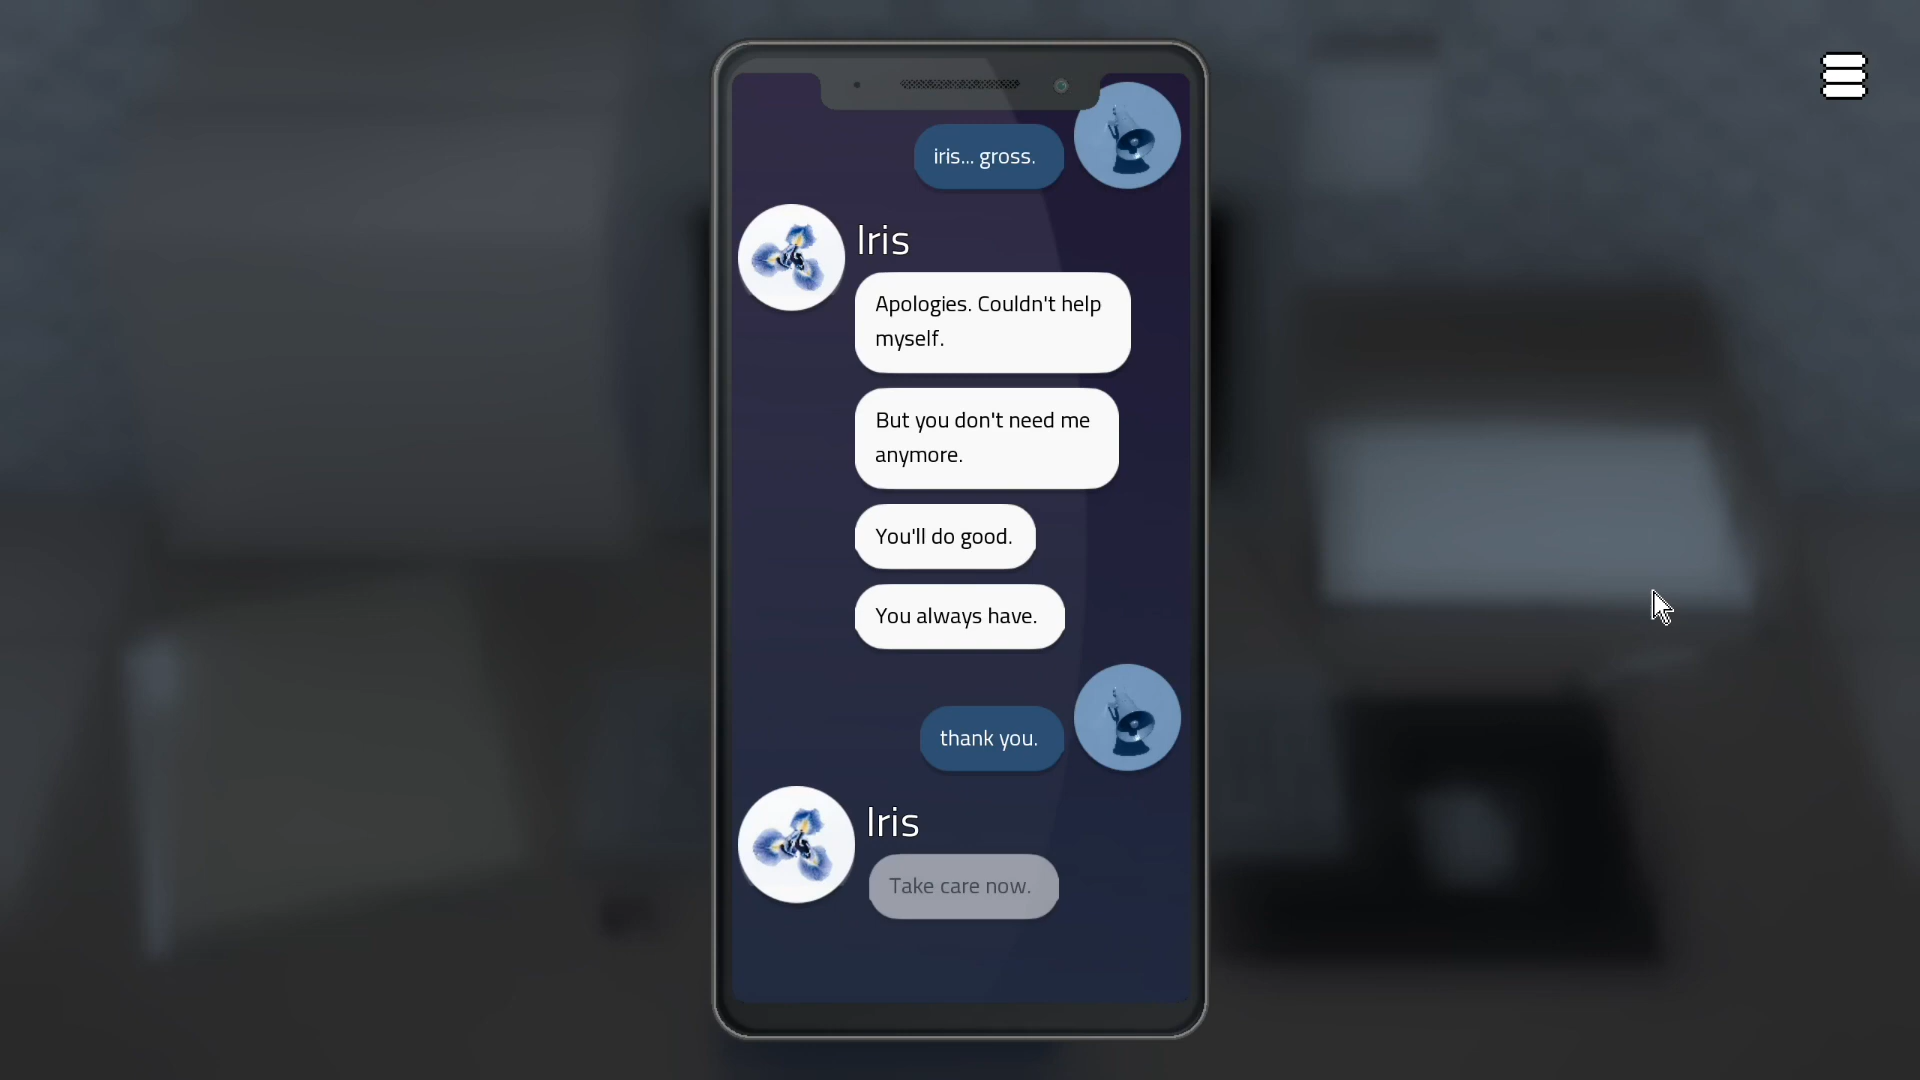 iris... gross.
Iris
Apologies. Couldn't help
myself.
But you don't need me
anymore.
You'll do good.
You always have.
thank you.
Iris
Take care now.